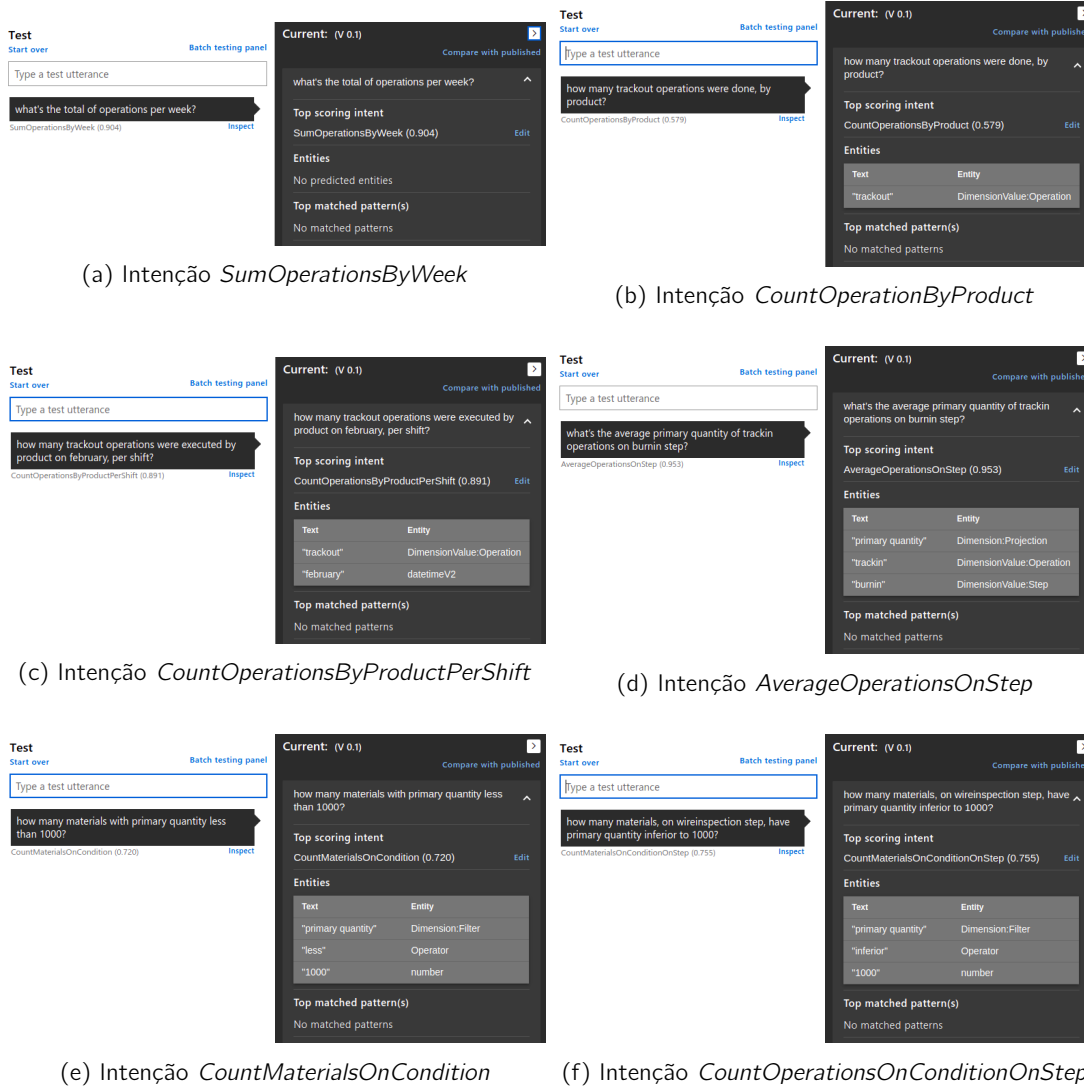 Test
Start over
Batch testing panel
Type a test utterance
what's the total of operations per week?
SumOperationsByWeek (0.904)
Inspect
Current: (V 0.1)
Compare with published
what's the total of operations per week?
Top scoring intent
SumOperationsByWeek (0.904)
Edit
Entities
No predicted entities
Top matched pattern(s)
No matched patterns
(a) Intenção SumOperationsByWeek
Test
Start over
Batch testing panel
Type a test utterance
how many trackout operations were done, by
product?
CountOperationsByProduct (0.579)
Inspect
Current: (V 0.1)
Compare with publishe
how many trackout operations were done, by
product?
Top scoring intent
CountOperationsByProduct (0.579)
Edit
Entities
Text Entity
"trackout" DimensionValue:Operation
Top matched pattern(s)
No matched patterns
(b) Intenção CountOperationByProduct
Test
Start over
Batch testing panel
Type a test utterance
how many trackout operations were executed by
product on february, per shift?
CountOperationsByProductPerShift (0.891)
Inspect
Current: (V 0.1)
Compare with published
how many trackout operations were executed by
product on february, per shift?
Top scoring intent
CountOperationsByProductPerShift (0.891)
Edit
Entities
Text Entity
"trackout" DimensionValue:Operation
"february" datetimeV2
Top matched pattern(s)
No matched patterns
(c) Intenção CountOperationsByProductPerShift
Test
Start over
Batch testing panel
Type a test utterance
what's the average primary quantity of trackin
operations on burnin step?
AverageOperationsOnStep (0.953)
Inspect
Current: (V 0.1)
Compare with publishe
what's the average primary quantity of trackin
operations on burnin step?
Top scoring intent
AverageOperationsOnStep (0.953)
Edit
Entities
Text Entity
"primary quantity" Dimension:Projection
"trackin" DimensionValue:Operation
"burnin" DimensionValue:Step
Top matched pattern(s)
No matched patterns
(d) Intenção AverageOperationsOnStep
Test
Start over
Batch testing panel
Type a test utterance
how many materials with primary quantity less
than 1000?
CountMaterialsOnCondition (0.720)
Inspect
Current: (V 0.1)
Compare with published
how many materials with primary quantity less
than 1000?
Top scoring intent
CountMaterialsOnCondition (0.720)
Edit
Entities
Text Entity
"primary quantity" Dimension:Filter
"less" Operator
"1000" number
Top matched pattern(s)
No matched patterns
(e) Intenção CountMaterialsOnCondition
Test
Start over
Batch testing panel
Type a test utterance
how many materials, on wireinspection step, have
primary quantity inferior to 1000?
CountMaterialsOnConditionOnStep (0.755)
Inspect
Current: (V 0.1)
Compare with publishe
how many materials, on wireinspection step, have
primary quantity inferior to 1000?
Top scoring intent
CountMaterialsOnConditionOnStep (0.755)
Edit
Entities
Text Entity
"primary quantity" Dimension:Filter
"inferior" Operator
"1000" number
Top matched pattern(s)
No matched patterns
(f) Intenção CountOperationsOnConditionOnStep